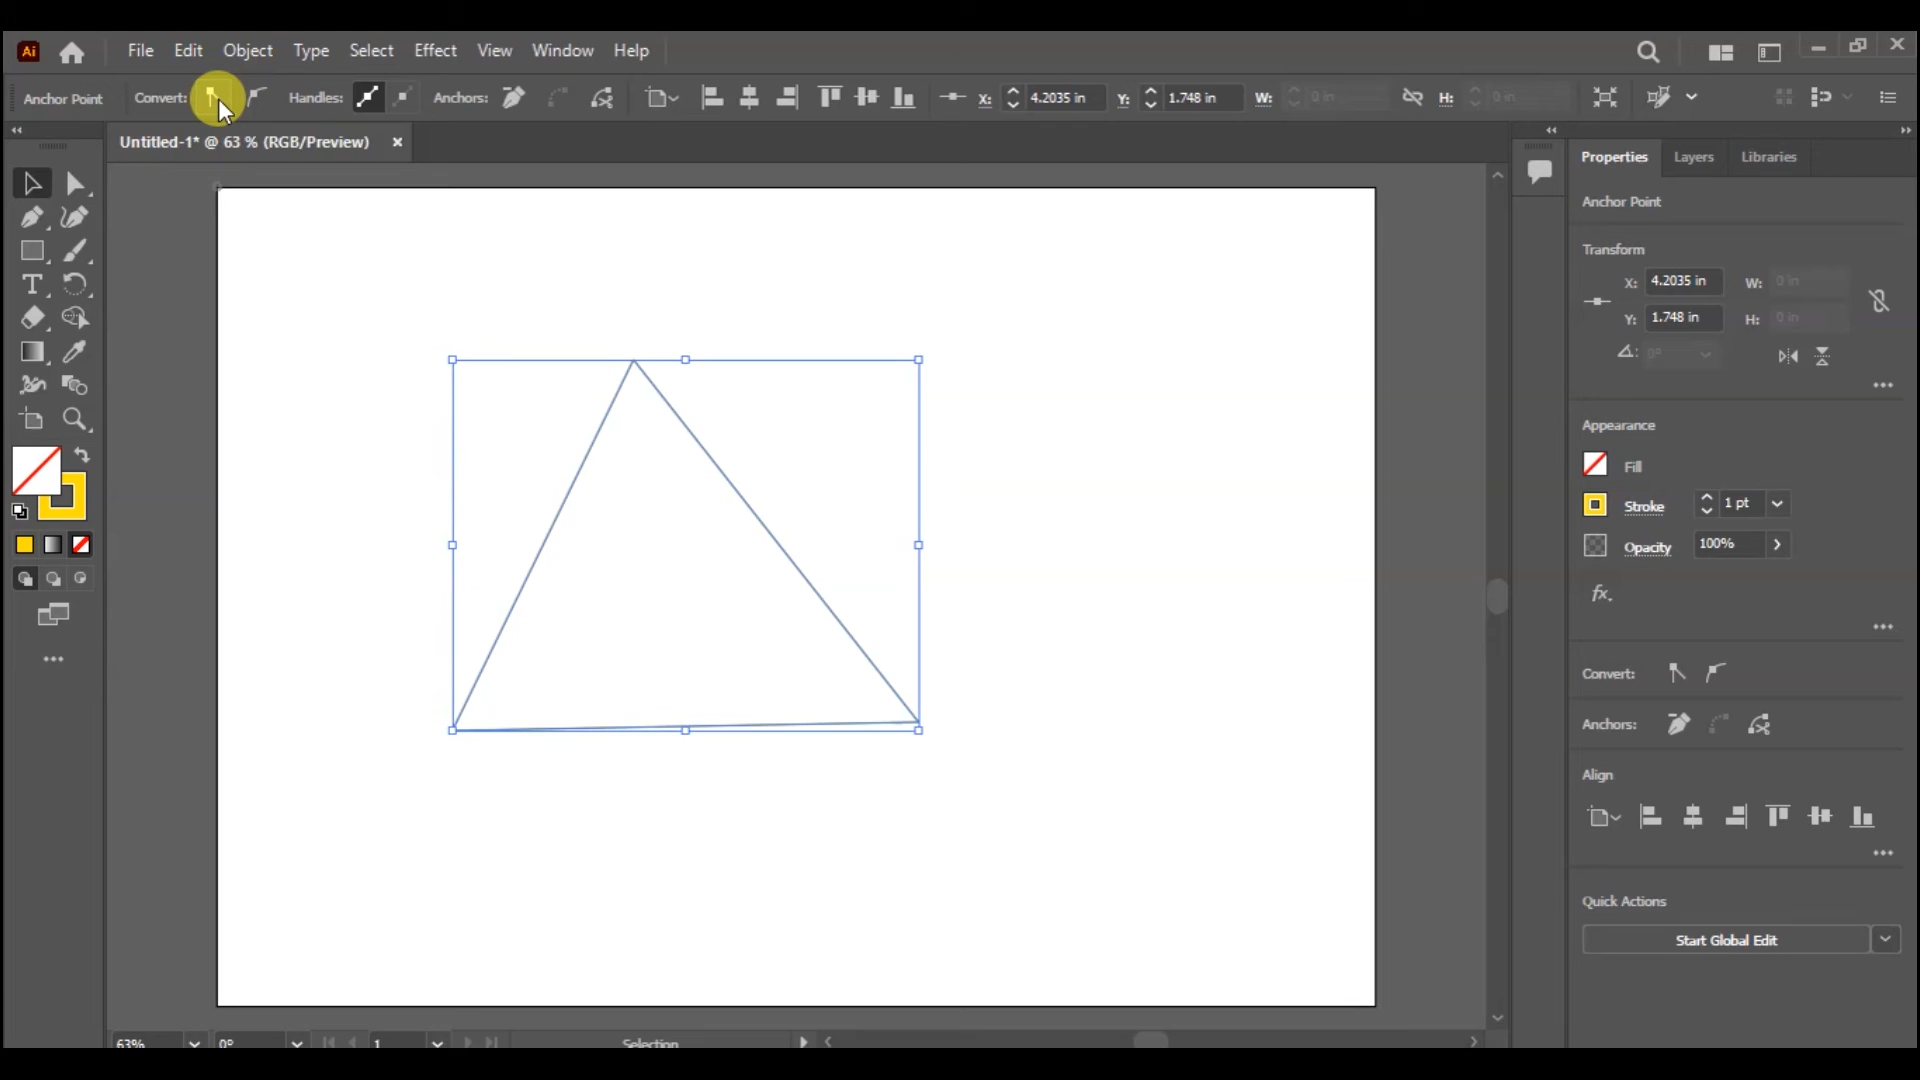 Ai File Edit Object Type Select Effect View Window Help
Anchor Point Convert: Handles: Anchors: X: 4.2035 in Y: 1.748 in W: 0 in H: 0 in
Untitled-1* @ 63 % (RGB/Preview) ×
Properties Layers Libraries
Anchor Point
Transform
X: 4.2035 in W: 0 in
Y: 1.748 in H: 0 in
0°
Appearance
Fill
Stroke 1 pt
Opacity 100%
fx.
Convert:
Anchors:
Align
Quick Actions
Start Global Edit
63% 0° 1 Selection